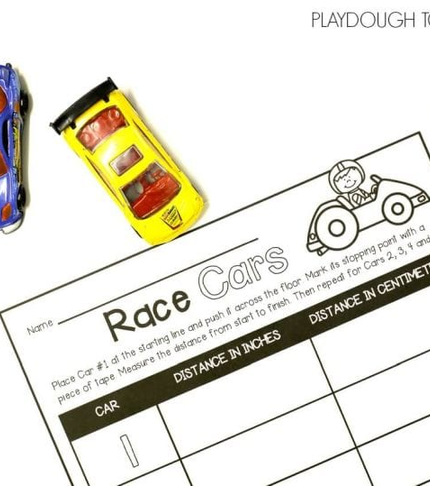 PLAYDOUGH
Name
Race Cars
Place Car #1 at the starting line and push it across the floor. Mark its stopping point with a
piece of tape. Measure the distance from start to finish. Then repeat for Cars 2, 3, 4 and
CAR
DISTANCE IN INCHES
DISTANCE IN
1